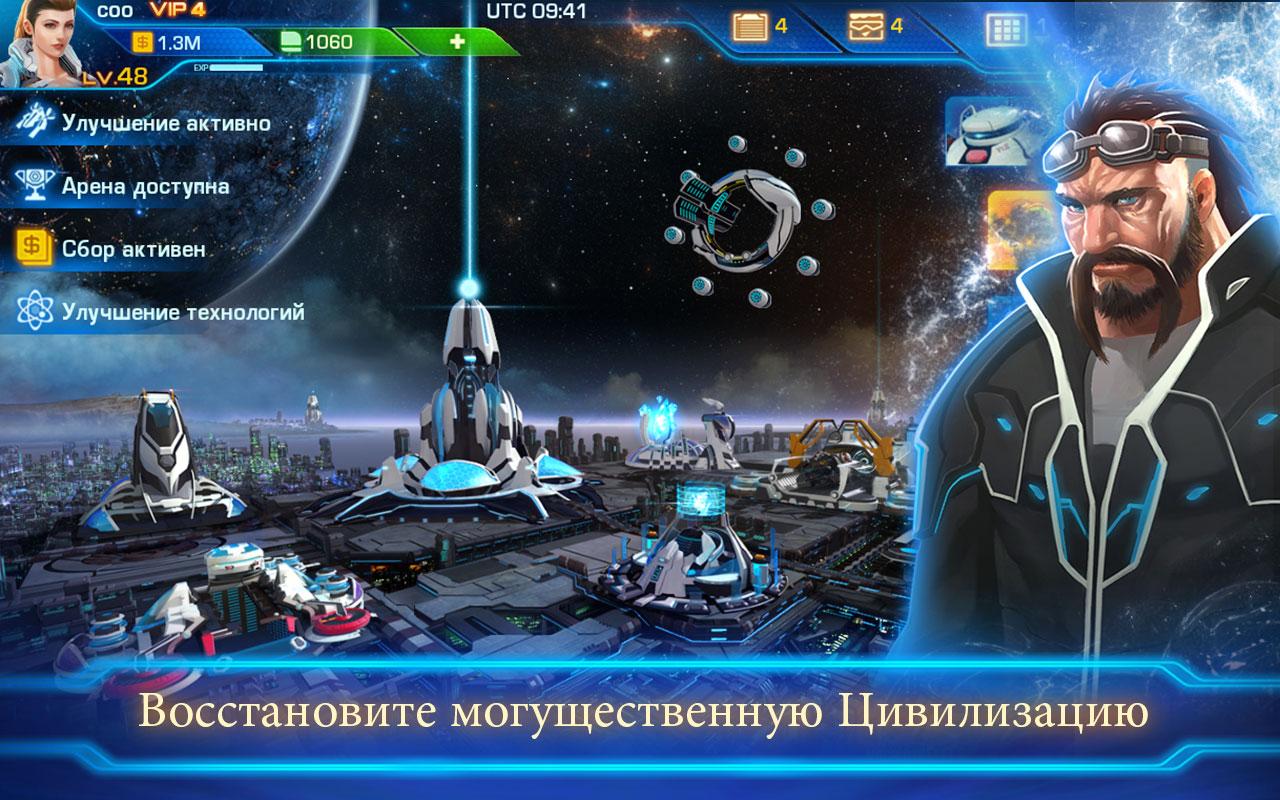 coo VIP 4
UTC 09:41
4
4
1
1.3M
1060
EXP
LV.48
Улучшение активно
Арена доступна
Сбор активен
Улучшение технологий
Восстановите могущественную Цивилизацию